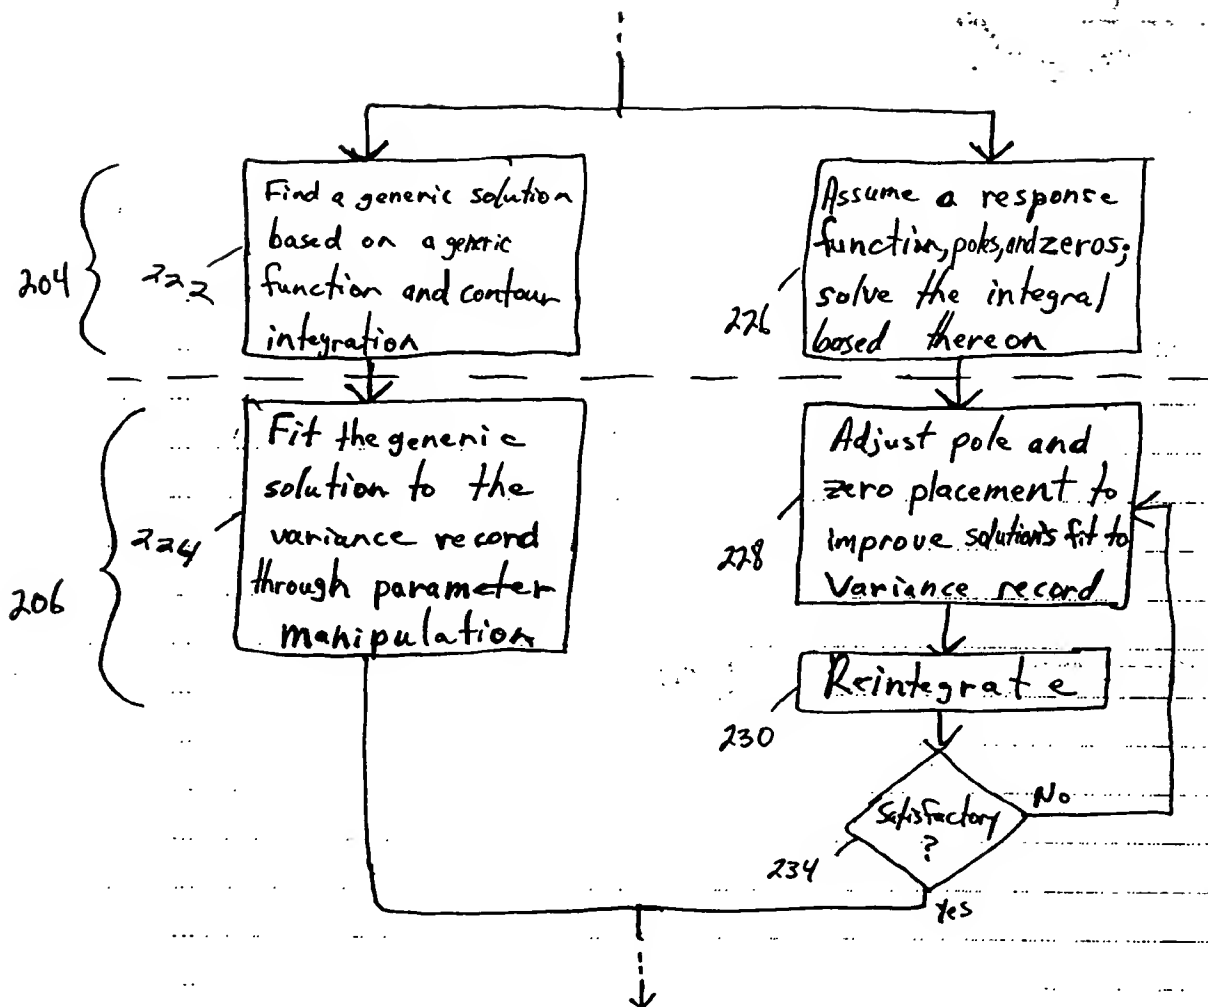 204
222
Find a generic solution
based on a generic
function and contour
integration
226
Assume a response
function, poles, and zeros;
solve the integral
based thereon
206
224
Fit the generic
solution to the
variance record
through parameter
manipulation
228
Adjust pole and
zero placement to
improve solution's fit to
variance record
230
Reintegrate
234
Satisfactory
?
No
Yes